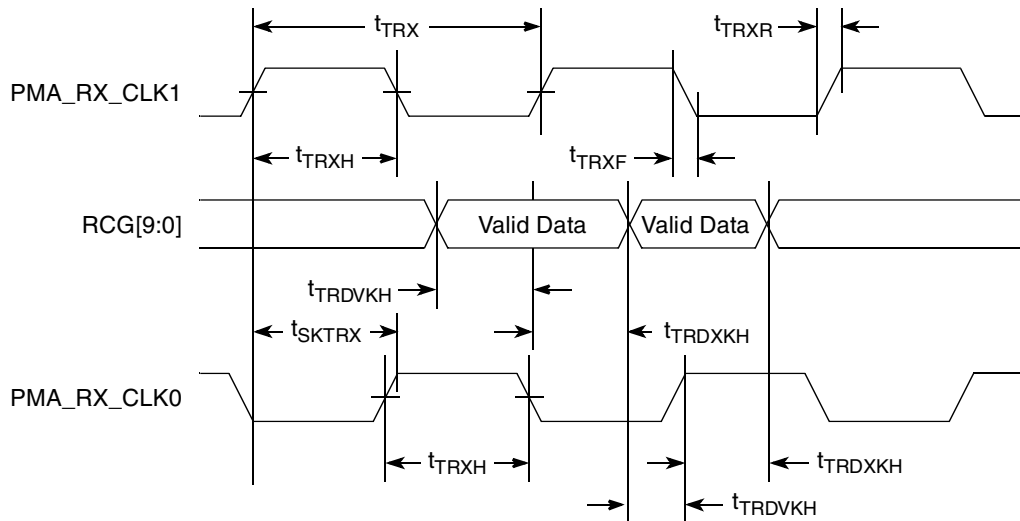 tTRX
tTRXR
PMA_RX_CLK1
tTRXH
tTRXF
RCG[9:0]
Valid Data
Valid Data
tTRDVKH
tSKTRX
tTRDXKH
PMA_RX_CLK0
tTRXH
tTRDXKH
tTRDVKH